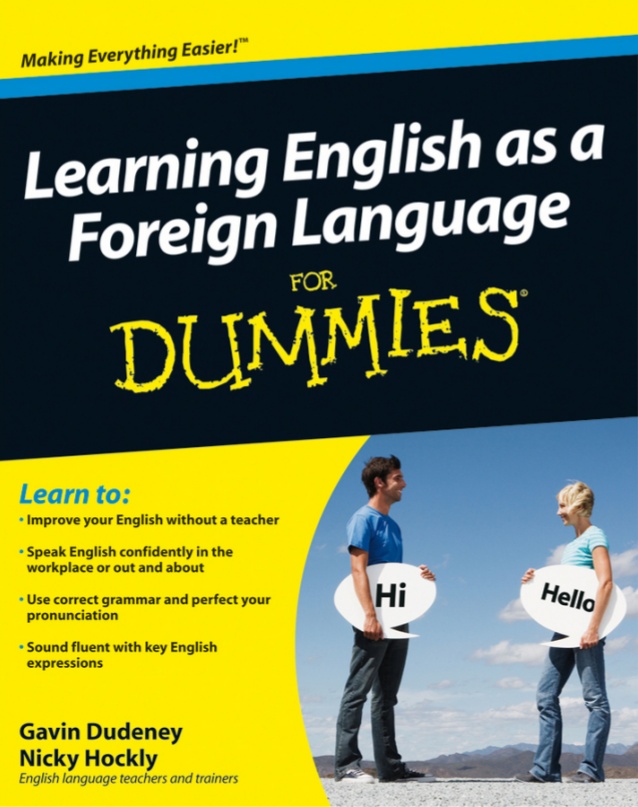 Making Everything Easier!™
Learning English as a
Foreign Language
FOR
DUMMIES®
Learn to:
• Improve your English without a teacher
• Speak English confidently in the
workplace or out and about
• Use correct grammar and perfect your
pronunciation
• Sound fluent with key English
expressions
Hi
Hello
Gavin Dudeney
Nicky Hockly
English language teachers and trainers